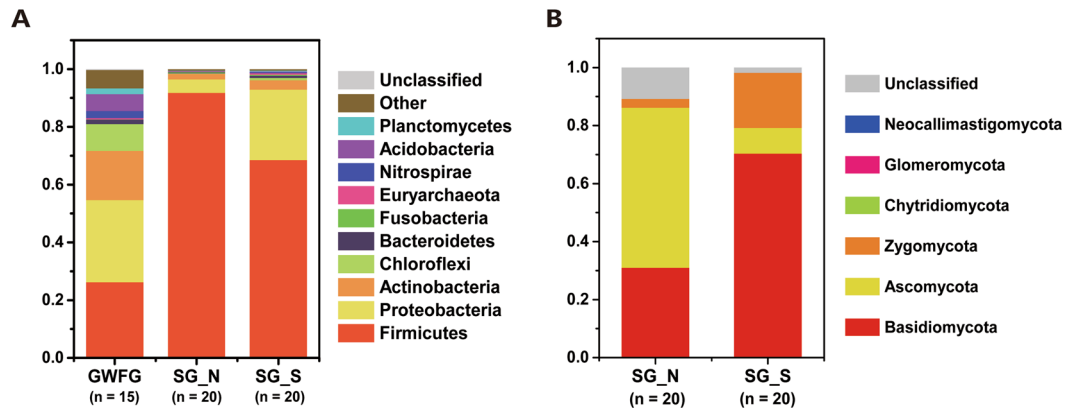 A
1.0
0.8
0.6
0.4
0.2
0.0
GWFG
(n = 15)
SG_N
(n = 20)
SG_S
(n = 20)
Unclassified
Other
Planctomycetes
Acidobacteria
Nitrospirae
Euryarchaeota
Fusobacteria
Bacteroidetes
Chloroflexi
Actinobacteria
Proteobacteria
Firmicutes
B
1.0
0.8
0.6
0.4
0.2
0.0
SG_N
(n = 20)
SG_S
(n = 20)
Unclassified
Neocallimastigomycota
Glomeromycota
Chytridiomycota
Zygomycota
Ascomycota
Basidiomycota